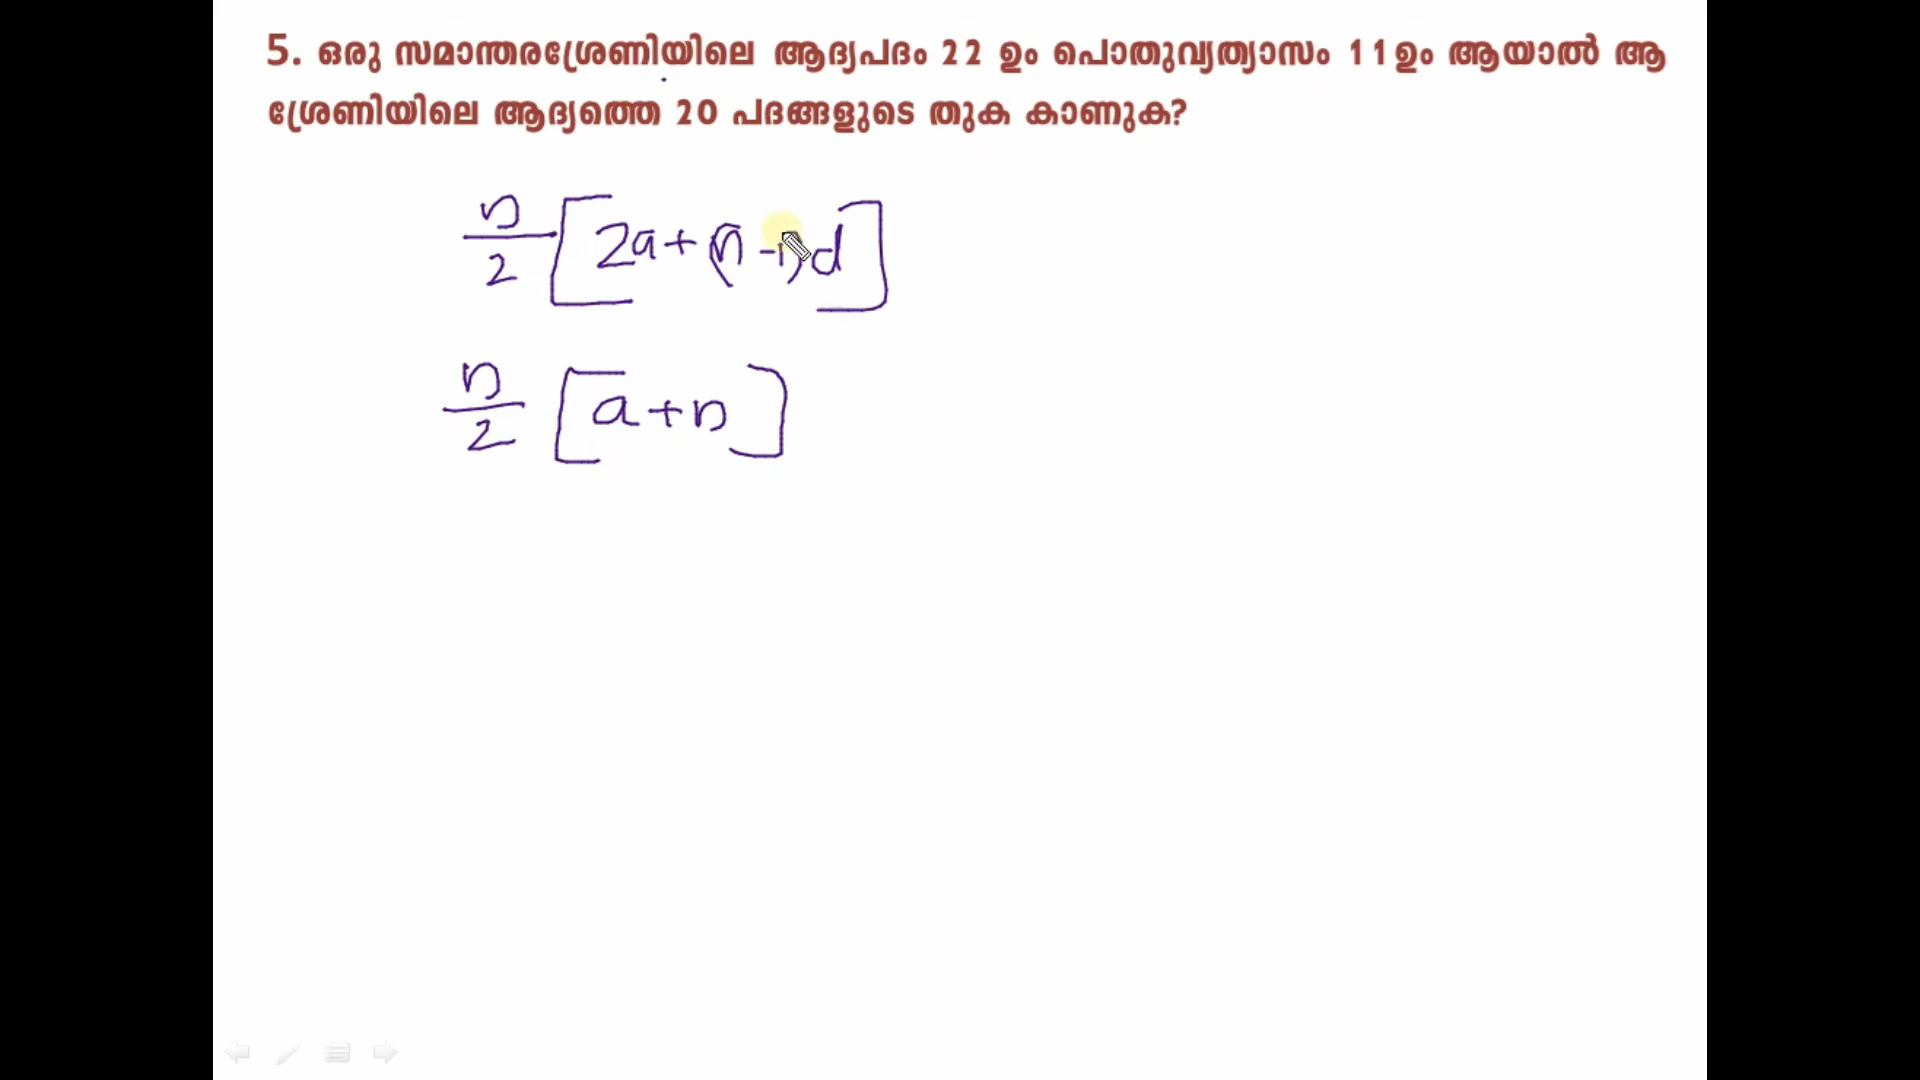 5. ഒരു സമാന്തരശ്രേണിയിലെ ആദ്യപദം 22 ഉം പൊതുവ്യത്യാസം 11ഉം ആയാൽ ആ
ശ്രേണിയിലെ ആദ്യത്തെ 20 പദങ്ങളുടെ തുക കാണുക?
n/2 [2a+(n-1)d]
n/2 [a+n]